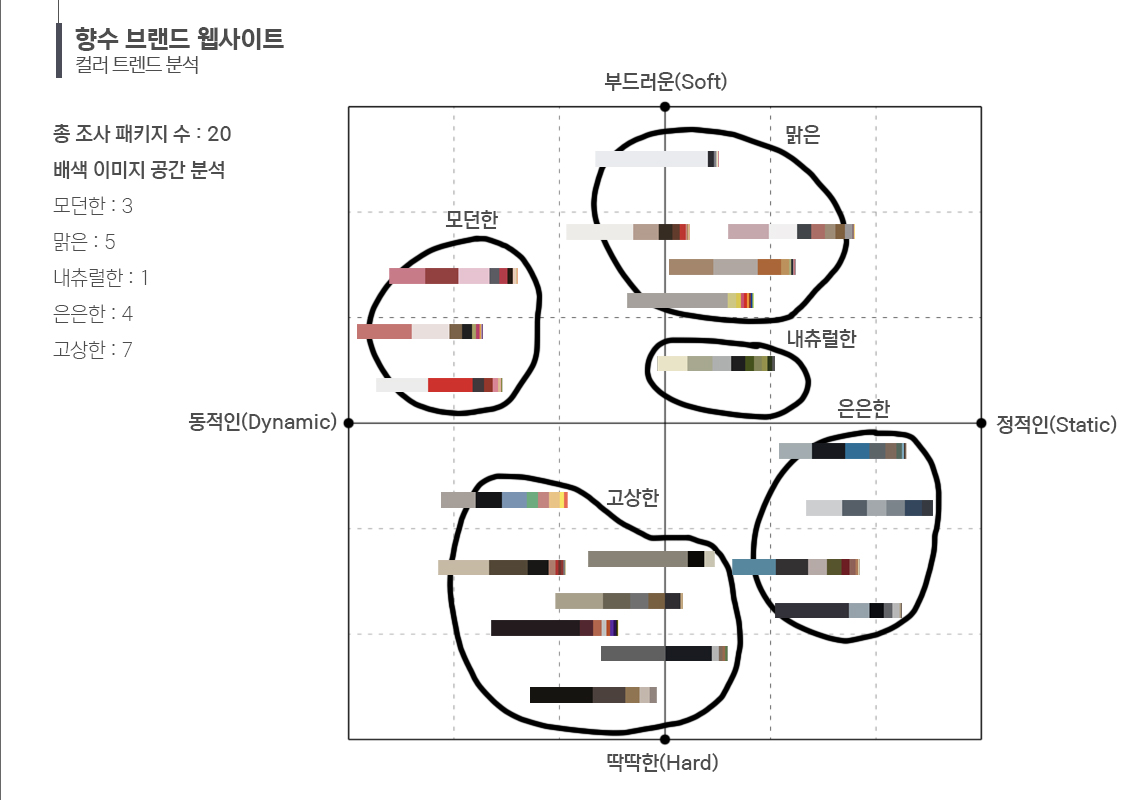 향수 브랜드 웹사이트
컬러 트렌드 분석
총 조사 패키지 수 : 20
배색 이미지 공간 분석
모던한 : 3
맑은 : 5
내츄럴한 : 1
은은한 : 4
고상한 : 7
부드러운(Soft)
맑은
모던한
내츄럴한
은은한
동적인(Dynamic)
정적인(Static)
고상한
딱딱한(Hard)